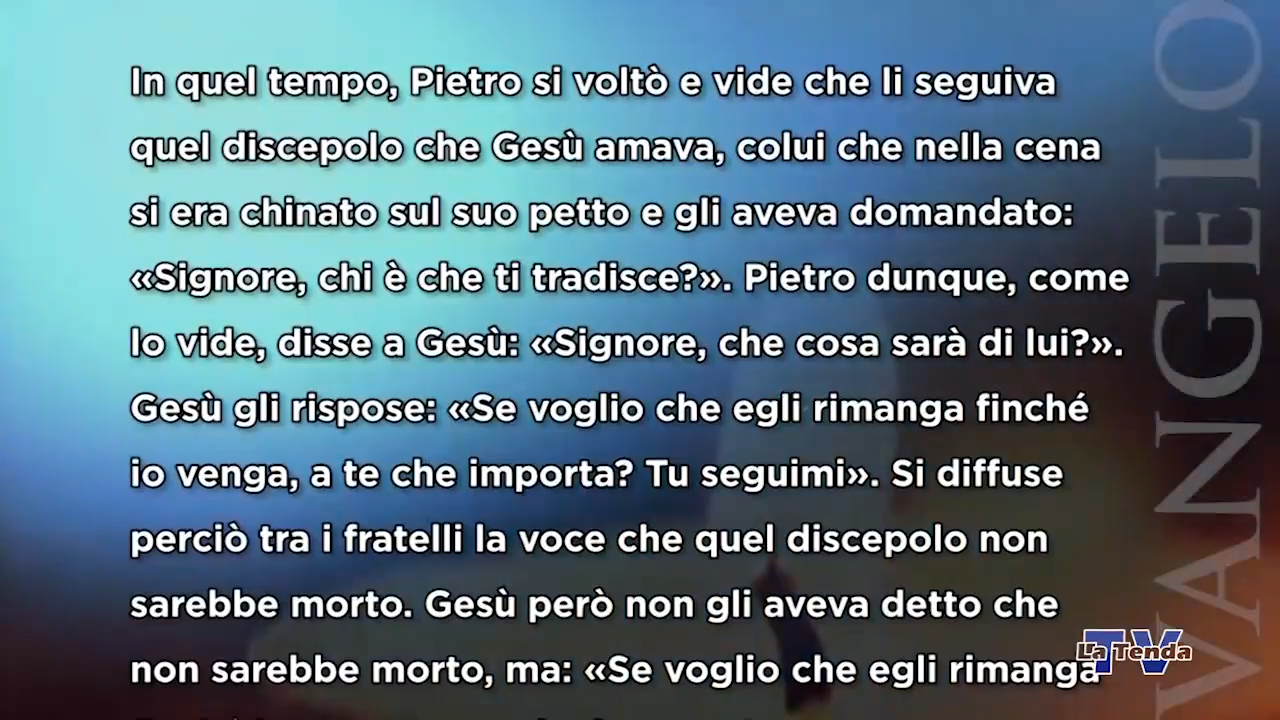 In quel tempo, Pietro si voltò e vide che li seguiva
quel discepolo che Gesù amava, colui che nella cena
si era chinato sul suo petto e gli aveva domandato:
«Signore, chi è che ti tradisce?». Pietro dunque, come
lo vide, disse a Gesù: «Signore, che cosa sarà di lui?».
Gesù gli rispose: «Se voglio che egli rimanga finché
io venga, a te che importa? Tu seguimi». Si diffuse
perciò tra i fratelli la voce che quel discepolo non
sarebbe morto. Gesù però non gli aveva detto che
non sarebbe morto, ma: «Se voglio che egli rimanga
VANGELO
TV
La Tenda